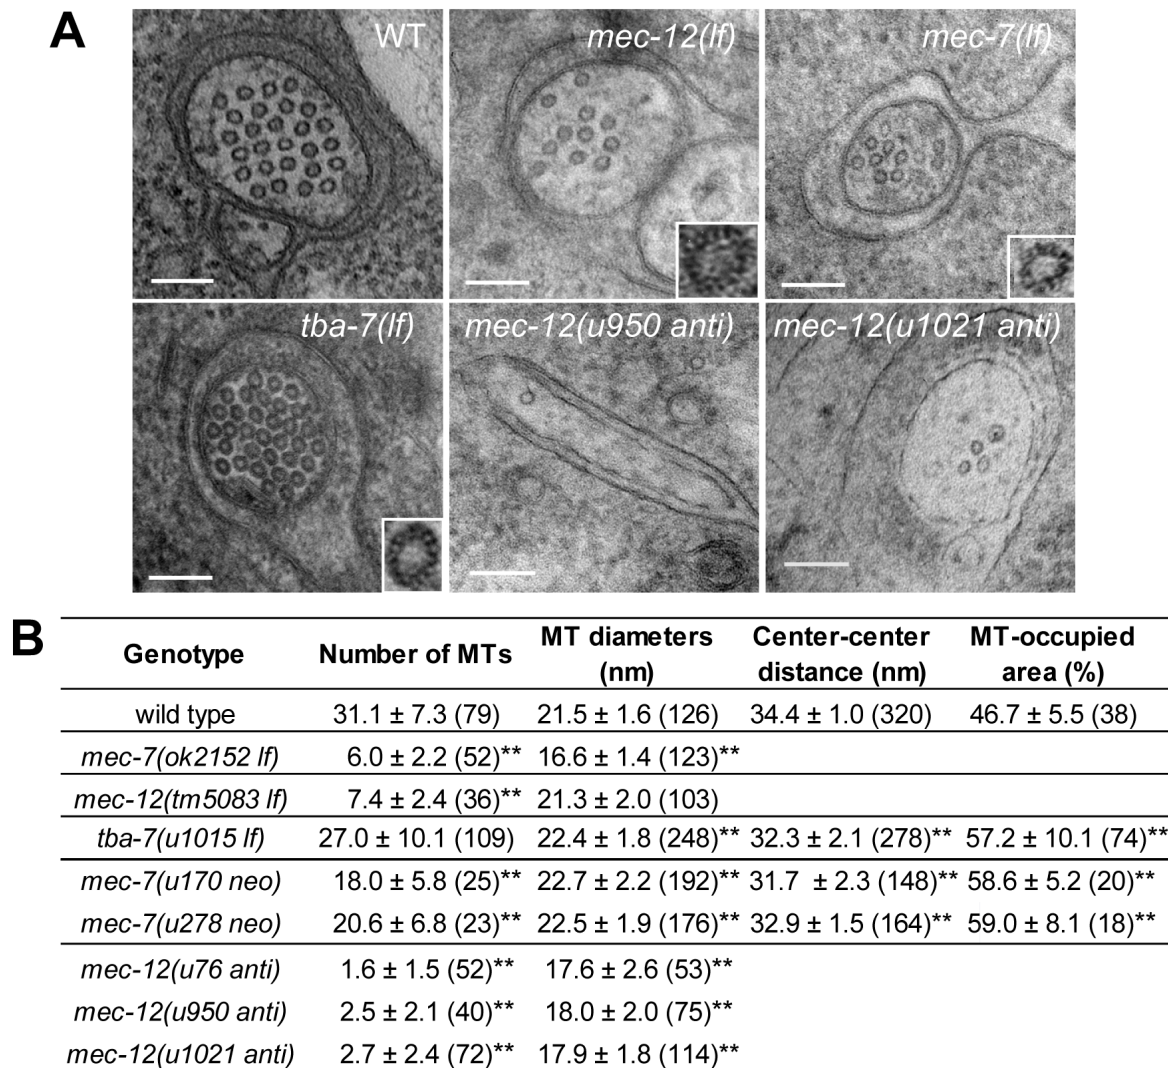 A
WT
mec-12(lf)
mec-7(lf)
tba-7(lf)
mec-12(u950 anti)
mec-12(u1021 anti)
B
Genotype Number of MTs MT diameters (nm) Center-center distance (nm) MT-occupied area (%)
wild type 31.1 ± 7.3 (79) 21.5 ± 1.6 (126) 34.4 ± 1.0 (320) 46.7 ± 5.5 (38)
mec-7(ok2152 lf) 6.0 ± 2.2 (52)** 16.6 ± 1.4 (123)**
mec-12(tm5083 lf) 7.4 ± 2.4 (36)** 21.3 ± 2.0 (103)
tba-7(u1015 lf) 27.0 ± 10.1 (109) 22.4 ± 1.8 (248)** 32.3 ± 2.1 (278)** 57.2 ± 10.1 (74)**
mec-7(u170 neo) 18.0 ± 5.8 (25)** 22.7 ± 2.2 (192)** 31.7 ± 2.3 (148)** 58.6 ± 5.2 (20)**
mec-7(u278 neo) 20.6 ± 6.8 (23)** 22.5 ± 1.9 (176)** 32.9 ± 1.5 (164)** 59.0 ± 8.1 (18)**
mec-12(u76 anti) 1.6 ± 1.5 (52)** 17.6 ± 2.6 (53)**
mec-12(u950 anti) 2.5 ± 2.1 (40)** 18.0 ± 2.0 (75)**
mec-12(u1021 anti) 2.7 ± 2.4 (72)** 17.9 ± 1.8 (114)**